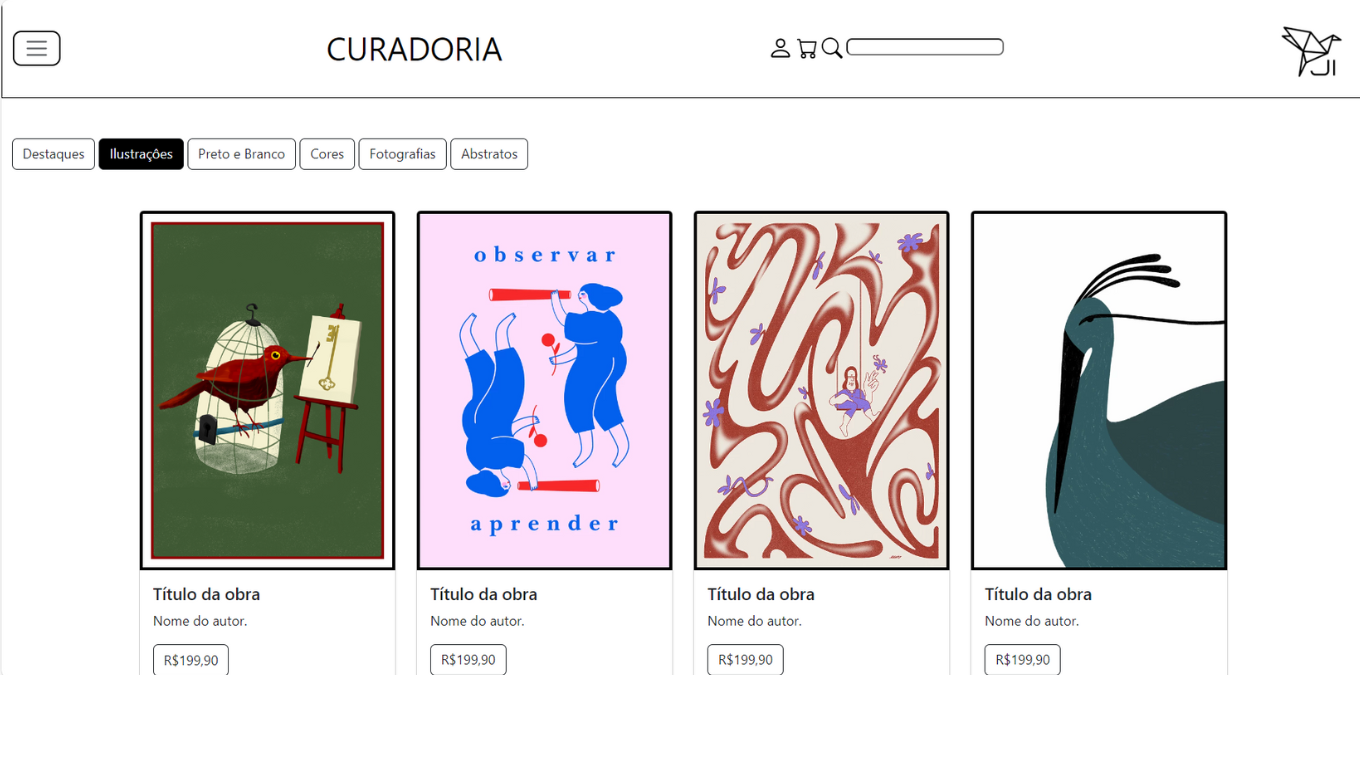 CURADORIA
JI
Destaques Ilustrações Preto e Branco Cores Fotografias Abstratos
observar
aprender
Título da obra Título da obra Título da obra Título da obra
Nome do autor. Nome do autor. Nome do autor. Nome do autor.
R$199,90 R$199,90 R$199,90 R$199,90